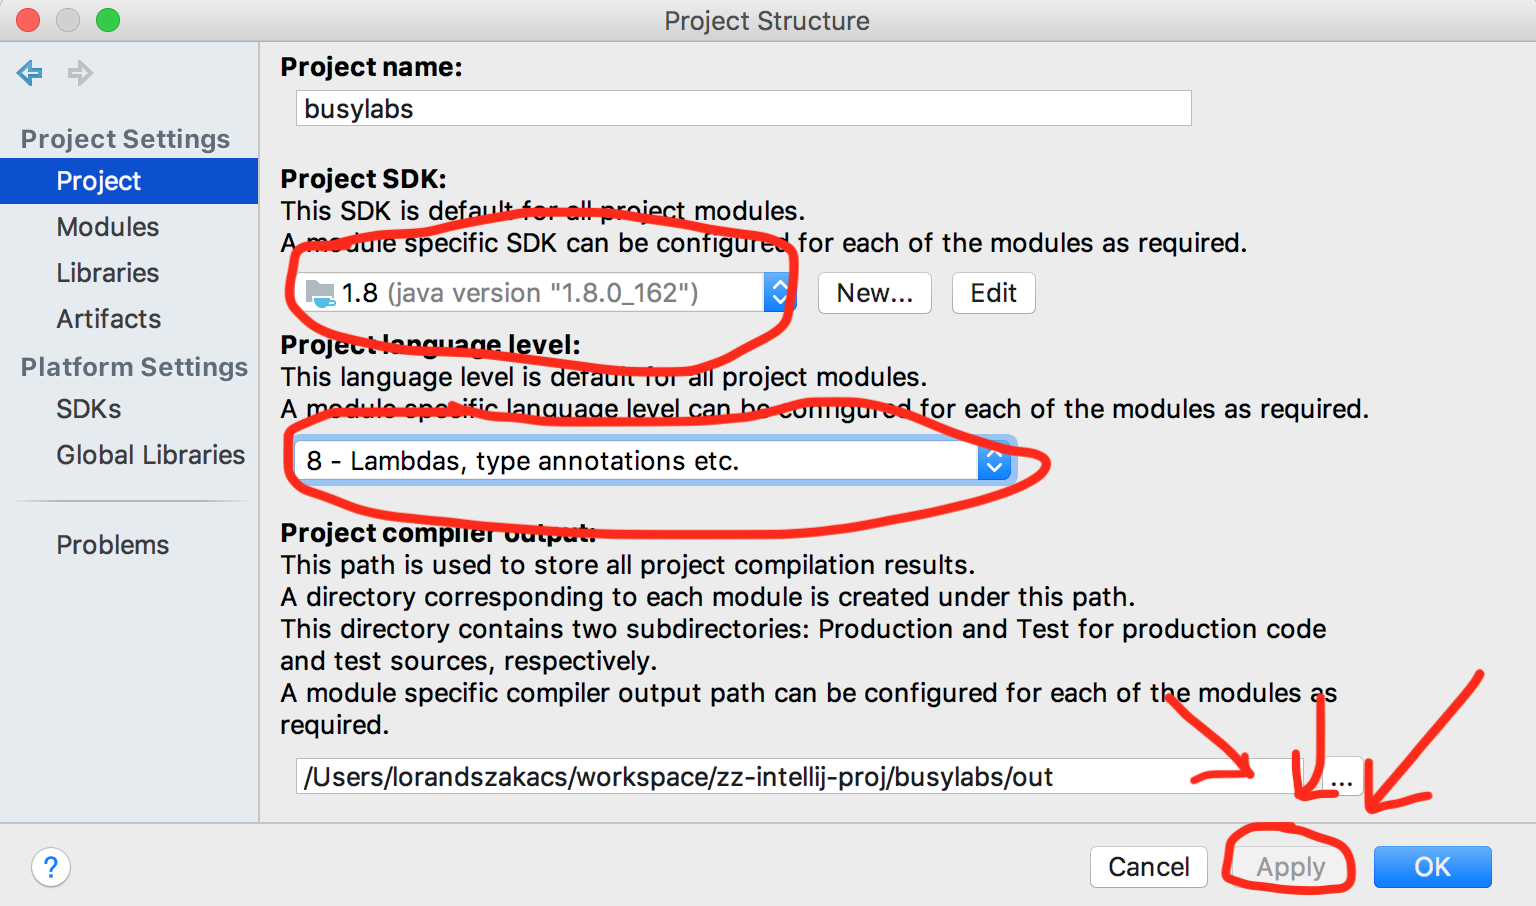 Project Structure
Project Settings
Project
Modules
Libraries
Artifacts
Platform Settings
SDKs
Global Libraries
Problems
Project name:
busylabs
Project SDK:
This SDK is default for all project modules.
A module specific SDK can be configured for each of the modules as required.
1.8 (java version "1.8.0_162")
New...
Edit
Project language level:
This language level is default for all project modules.
A module specific language level can be configured for each of the modules as required.
8 - Lambdas, type annotations etc.
Project compiler output:
This path is used to store all project compilation results.
A directory corresponding to each module is created under this path.
This directory contains two subdirectories: Production and Test for production code
and test sources, respectively.
A module specific compiler output path can be configured for each of the modules as
required.
/Users/lorandszakacs/workspace/zz-intellij-proj/busylabs/out
...
?
Cancel
Apply
OK